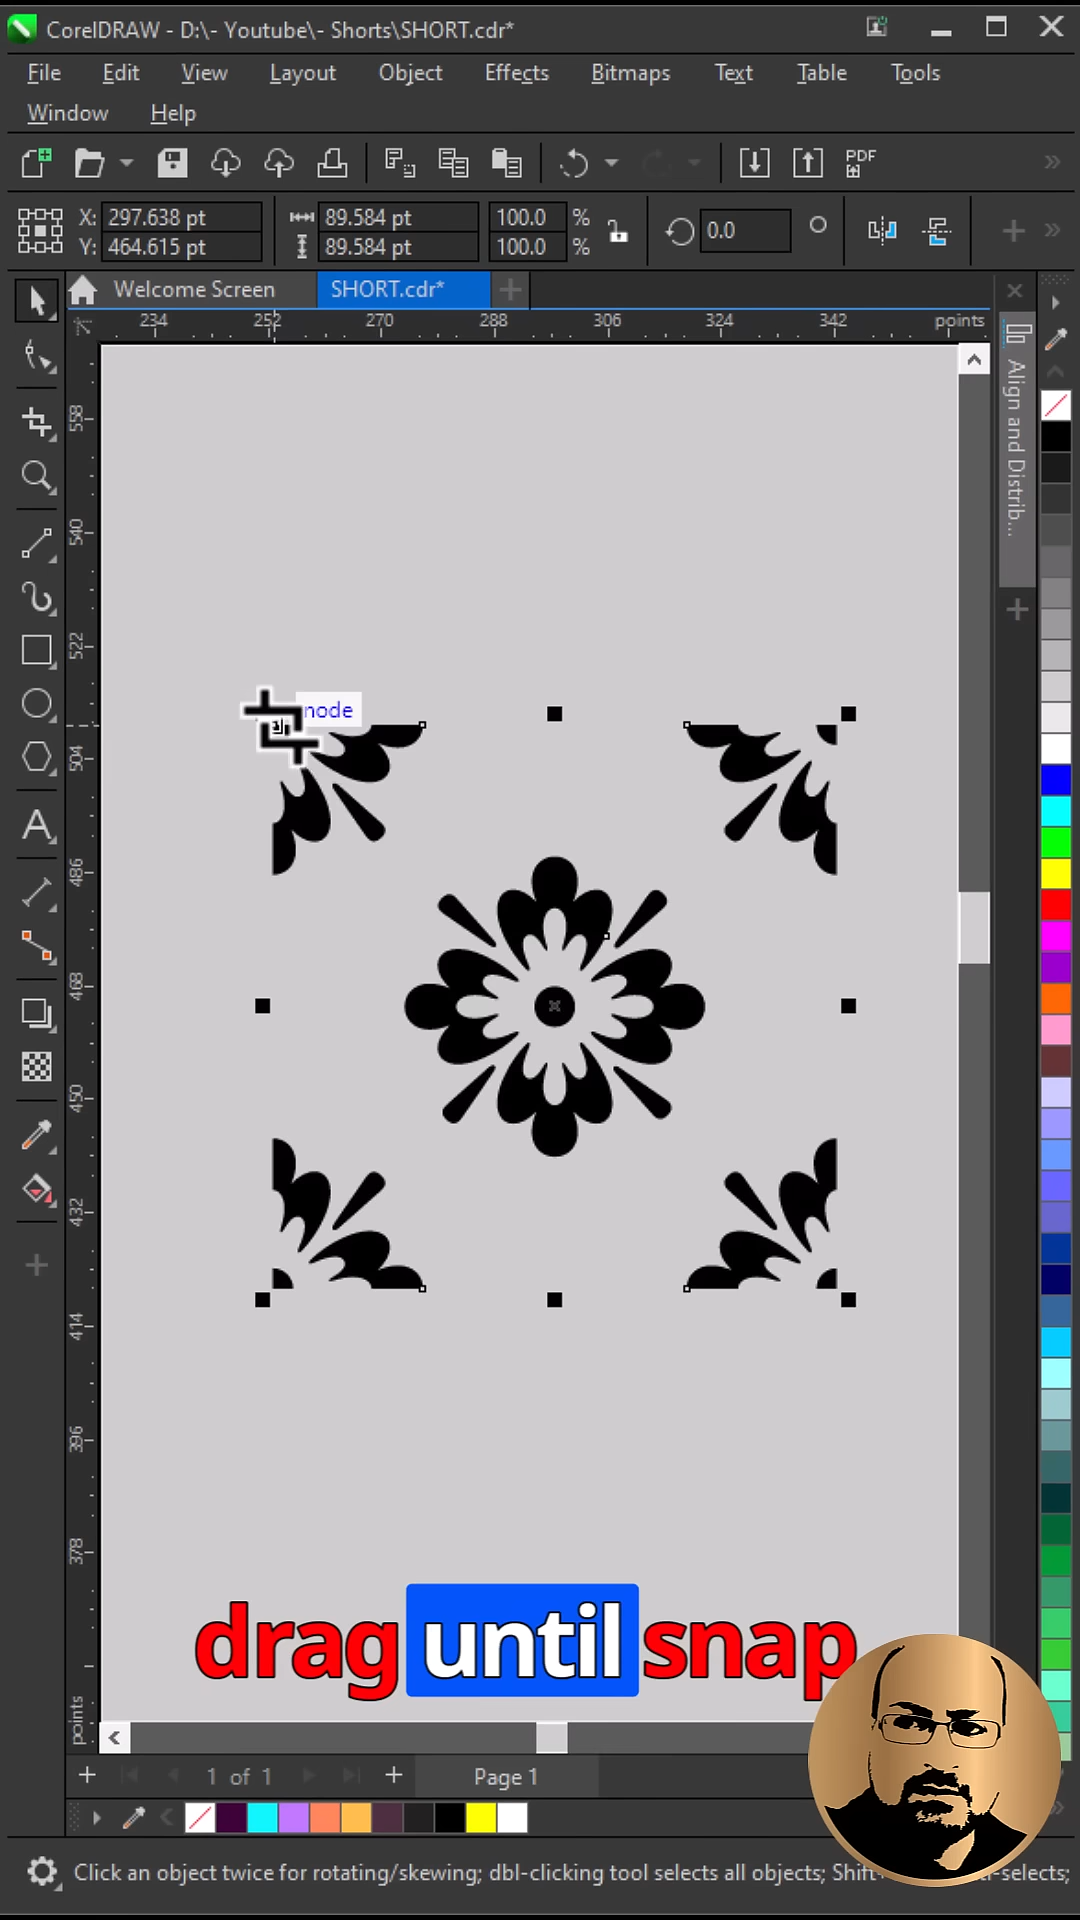 CorelDRAW - D:\- Youtube\- Shorts\SHORT.cdr*
File Edit View Layout Object Effects Bitmaps Text Table Tools
Window Help
PDF
X: 297.638 pt 89.584 pt 100.0 % 0.0
Y: 464.615 pt 89.584 pt 100.0 %
Welcome Screen SHORT.cdr*
234 252 270 288 306 324 342 points
Align and Distrib...
558
540
522
node
504
486
468
450
432
414
396
378
drag until snap
points
1 of 1 Page 1
Click an object twice for rotating/skewing; dbl-clicking tool selects all objects; Shift